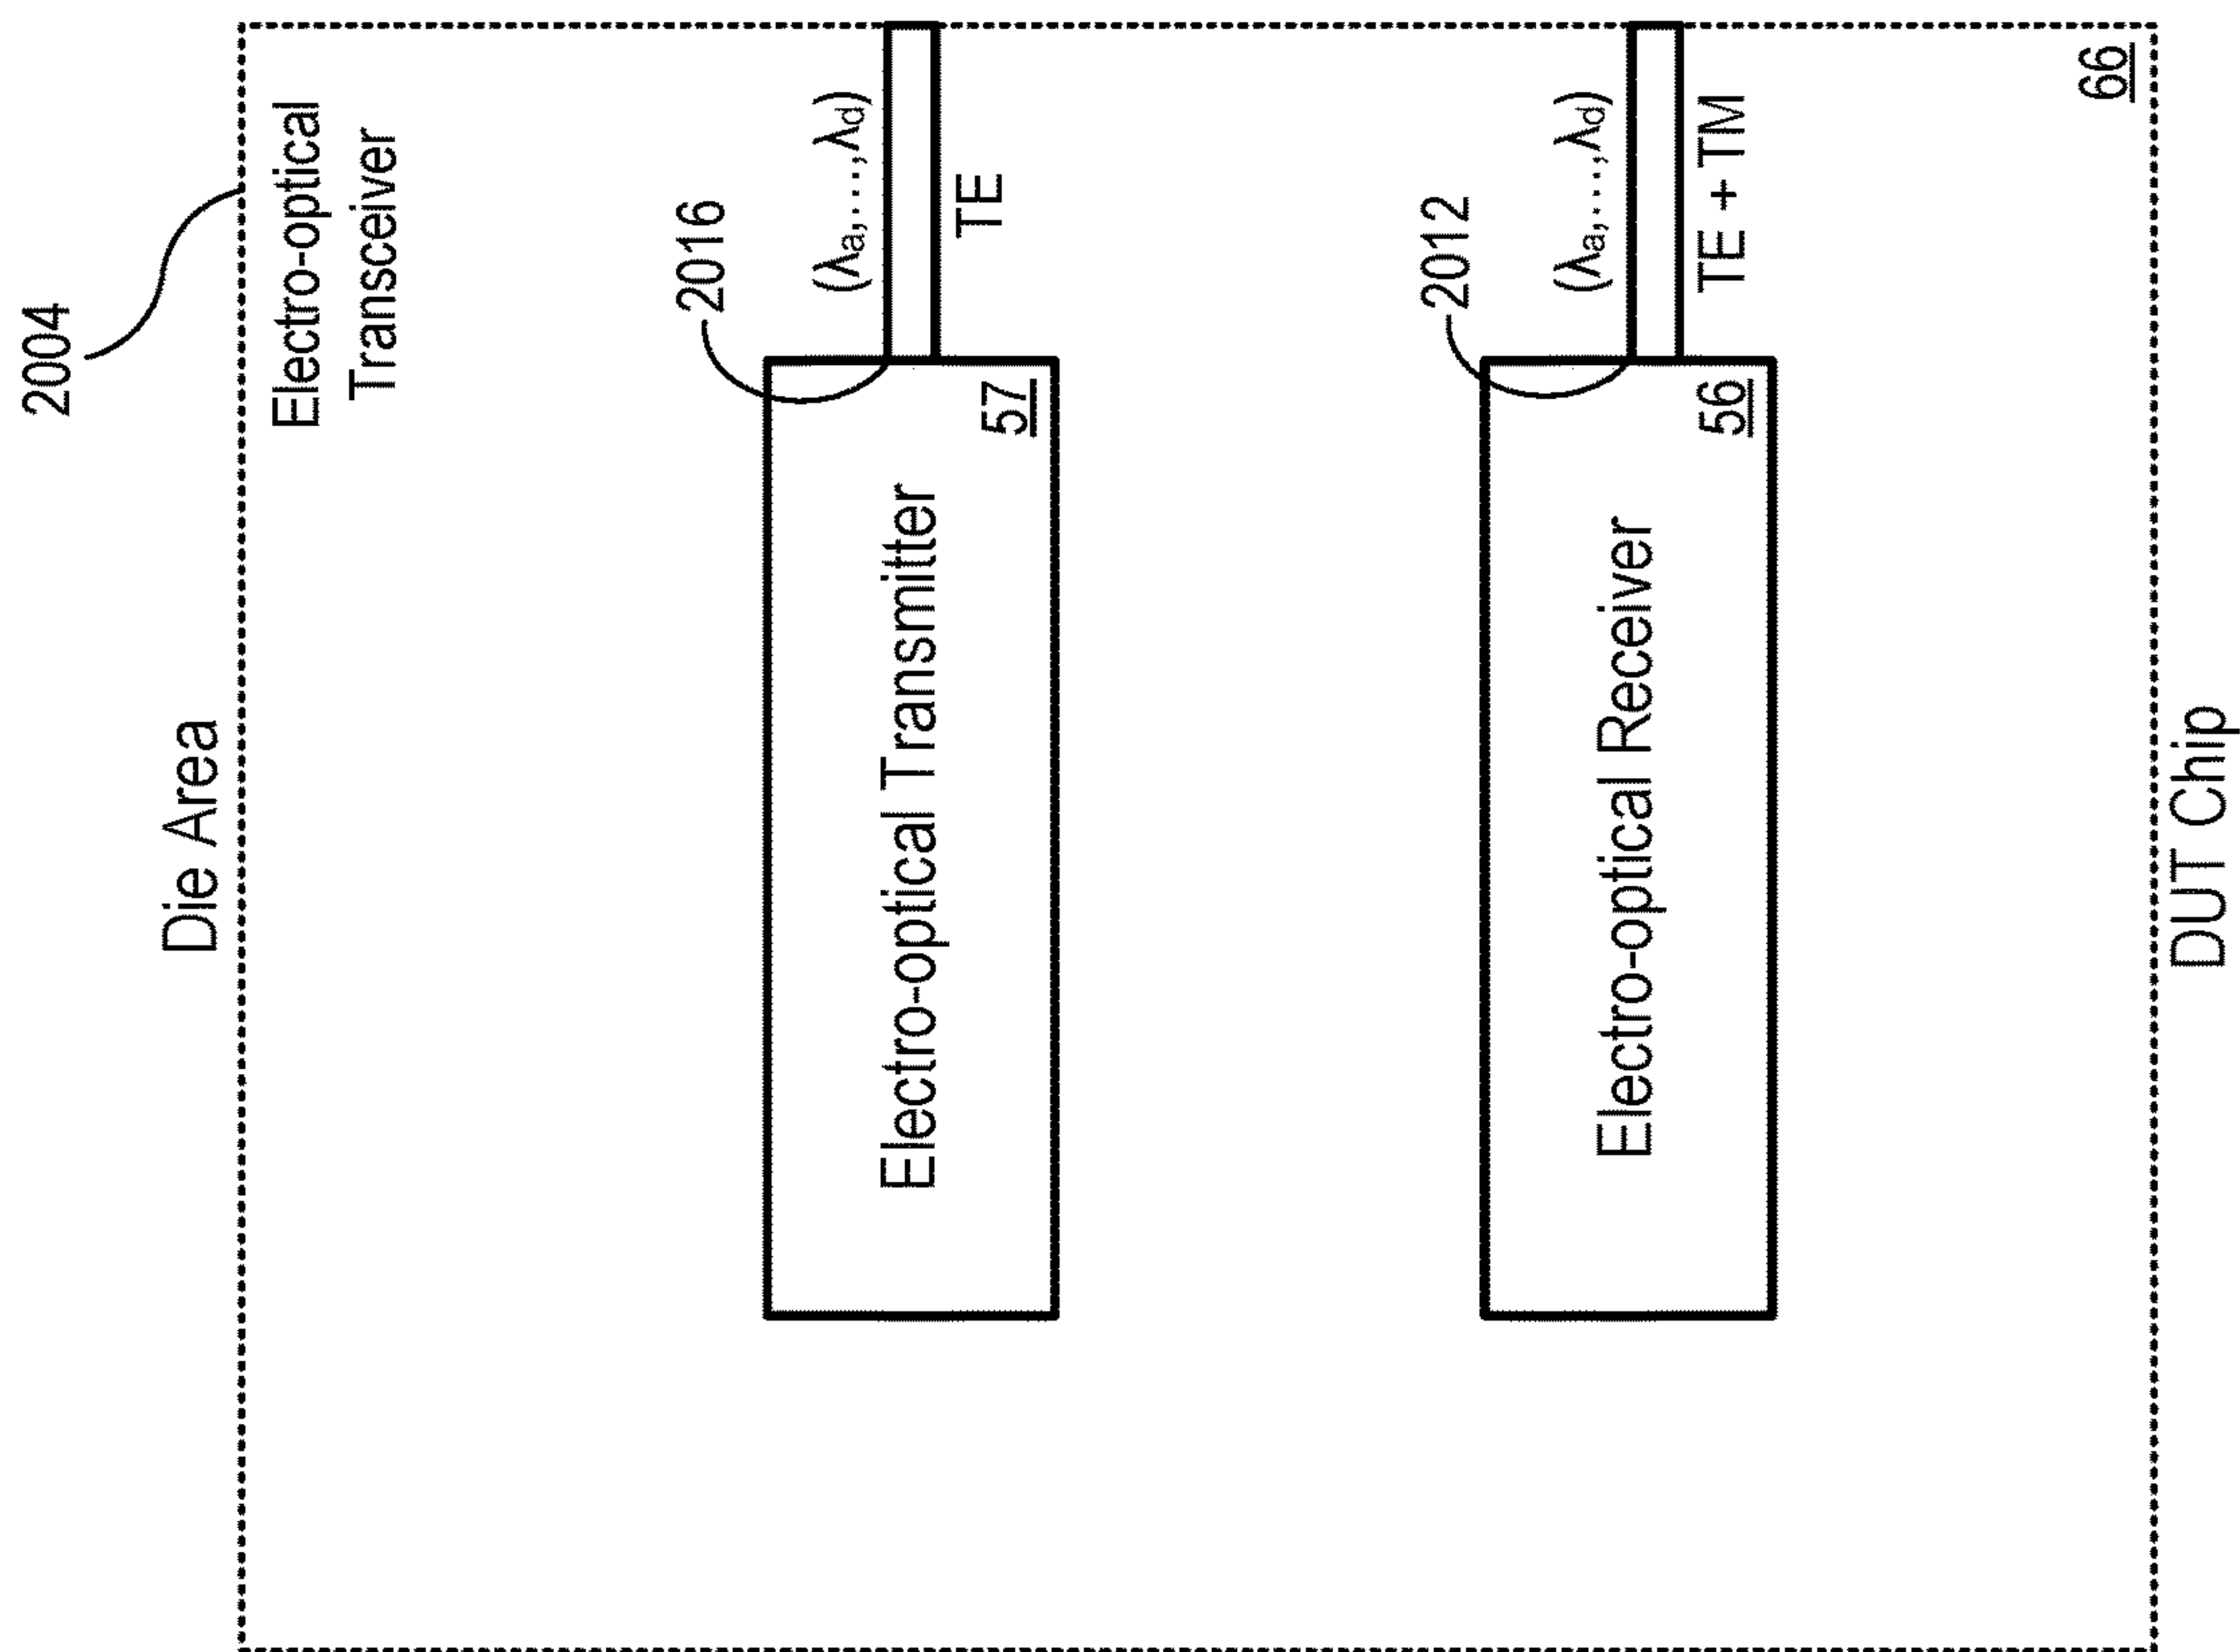 2004
Die Area
Electro-optical
Transceiver
2016
(λa,...,λd)
TE
57
Electro-optical Transmitter
2012
(λa,...,λd)
TE + TM
56
Electro-optical Receiver
66
DUT Chip